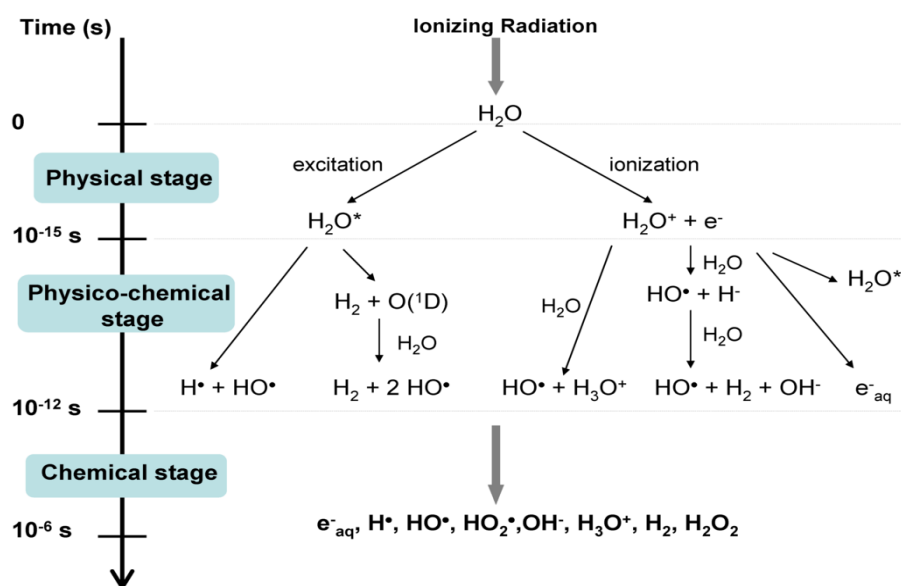 Time (s)
Ionizing Radiation
0
H₂O
excitation
ionization
Physical stage
H₂O*
H₂O⁺ + e⁻
10⁻¹⁵ s
H₂O
H₂O*
Physico-chemical
stage
H₂ + O(¹D)
H₂O
HO• + H⁻
H₂O
H₂O
H• + HO•
H₂ + 2 HO•
HO• + H₃O⁺
HO• + H₂ + OH⁻
e⁻aq
10⁻¹² s
Chemical stage
10⁻⁶ s
e⁻aq, H•, HO•, HO₂•,OH⁻, H₃O⁺, H₂, H₂O₂